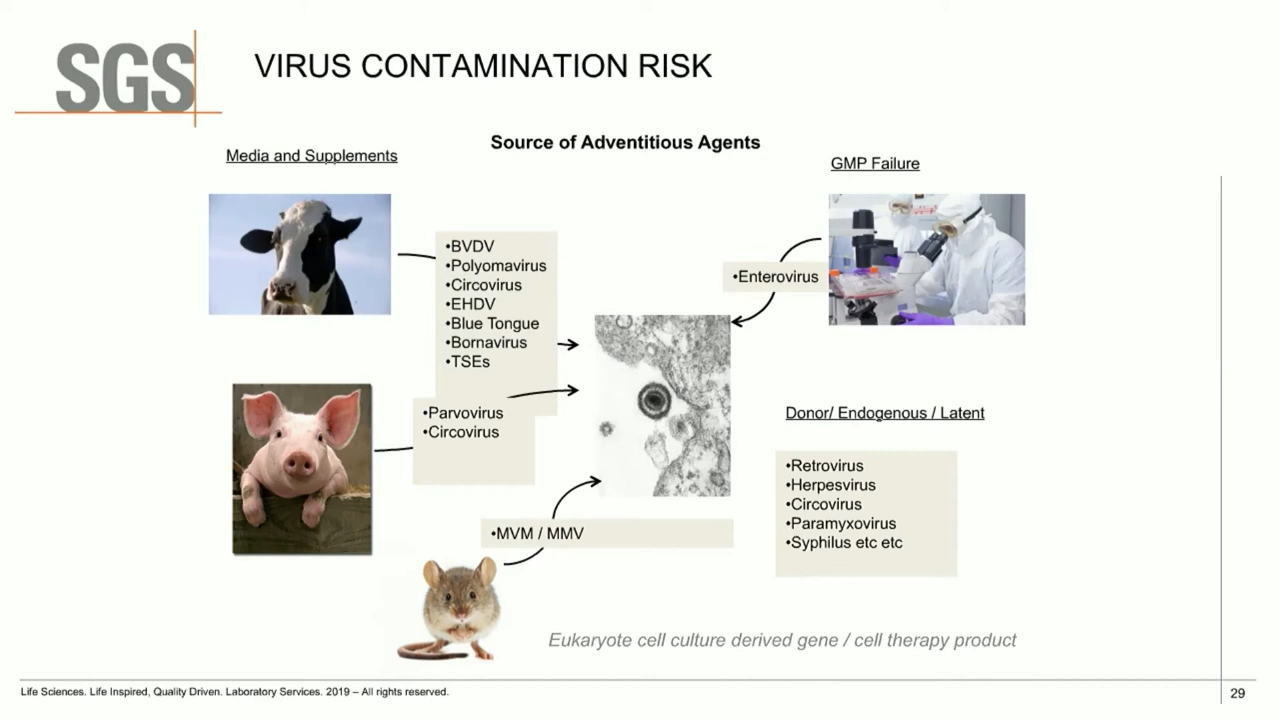 SGS
VIRUS CONTAMINATION RISK
Source of Adventitious Agents
Media and Supplements
GMP Failure
•BVDV
•Polyomavirus
•Circovirus
•EHDV
•Blue Tongue
•Bornavirus
•TSEs
•Enterovirus
•Parvovirus
•Circovirus
Donor/ Endogenous / Latent
•Retrovirus
•Herpesvirus
•Circovirus
•Paramyxovirus
•Syphilus etc etc
•MVM / MMV
Eukaryote cell culture derived gene / cell therapy product
Life Sciences. Life Inspired, Quality Driven. Laboratory Services. 2019 – All rights reserved.
29